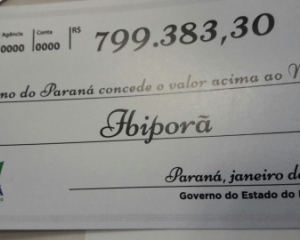 Agência Conta R$ 799.383,30
0000 0000
no do Paraná concede o valor acima ao
Ibiporã
Paraná, janeiro de
Governo do Estado do